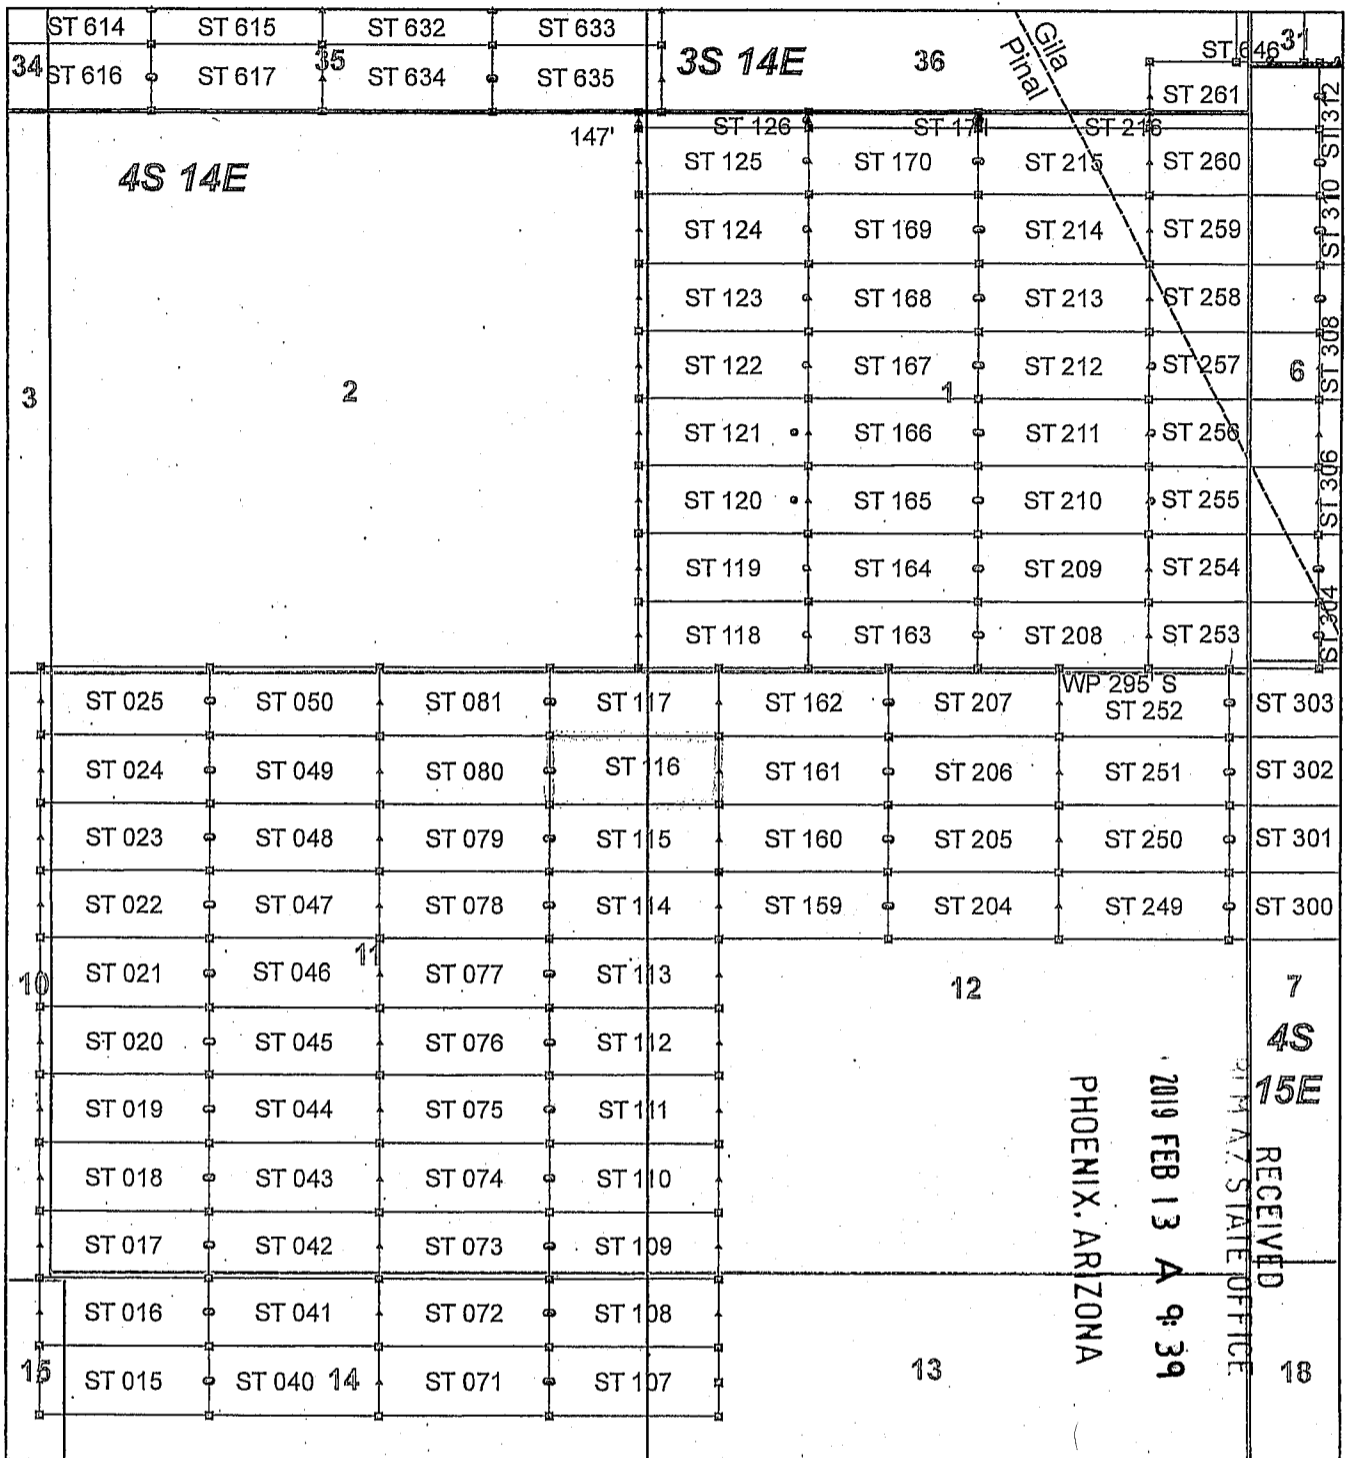 ST 614 ST 615 ST 632 ST 633
34 35 3S 14E 36 Gila Pinal ST 646 31
ST 616 ST 617 ST 634 ST 635
ST 261
ST 312
147' ST 126 ST 171 ST 216
4S 14E
ST 125 ST 170 ST 215 ST 260
ST 310
ST 124 ST 169 ST 214 ST 259
ST 123 ST 168 ST 213 ST 258
ST 308
ST 122 ST 167 ST 212 ST 257
3 2 1 6
ST 121 ST 166 ST 211 ST 256
ST 306
ST 120 ST 165 ST 210 ST 255
ST 119 ST 164 ST 209 ST 254
ST 304
ST 118 ST 163 ST 208 ST 253
WP 295' S
ST 025 ST 050 ST 081 ST 117 ST 162 ST 207 ST 252 ST 303
ST 024 ST 049 ST 080 ST 116 ST 161 ST 206 ST 251 ST 302
ST 023 ST 048 ST 079 ST 115 ST 160 ST 205 ST 250 ST 301
ST 022 ST 047 ST 078 ST 114 ST 159 ST 204 ST 249 ST 300
10 11 12 7
ST 021 ST 046 ST 077 ST 113
4S
15E
ST 020 ST 045 ST 076 ST 112
ST 019 ST 044 ST 075 ST 111
ST 018 ST 043 ST 074 ST 110
ST 017 ST 042 ST 073 ST 109
ST 016 ST 041 ST 072 ST 108
15 ST 015 ST 040 14 ST 071 ST 107 13 18
RECEIVED
AZ STATE OFFICE
2019 FEB 13 A 9:39
PHOENIX, ARIZONA